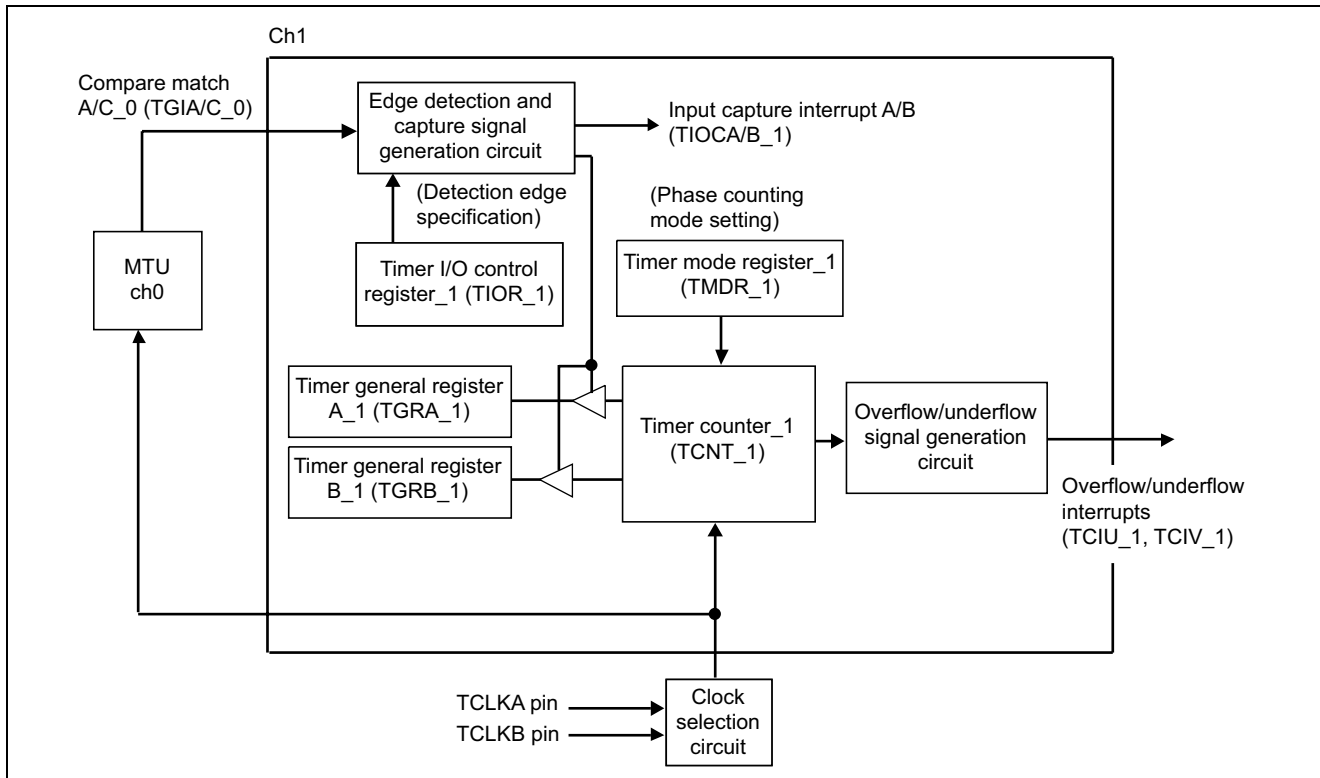 Ch1
Compare match
A/C_0 (TGIA/C_0)
Edge detection and
capture signal
generation circuit
Input capture interrupt A/B
(TIOCA/B_1)
(Detection edge
specification)
(Phase counting
mode setting)
MTU
ch0
Timer I/O control
register_1 (TIOR_1)
Timer mode register_1
(TMDR_1)
Timer general register
A_1 (TGRA_1)
Timer general register
B_1 (TGRB_1)
Timer counter_1
(TCNT_1)
Overflow/underflow
signal generation
circuit
Overflow/underflow
interrupts
(TCIU_1, TCIV_1)
TCLKA pin
TCLKB pin
Clock
selection
circuit